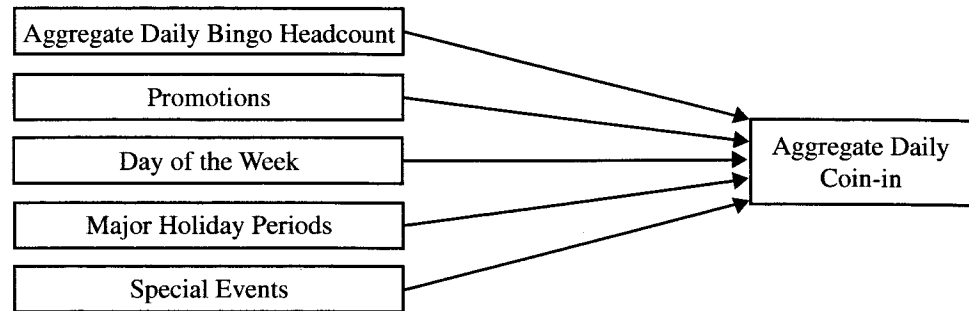 Aggregate Daily Bingo Headcount
Promotions
Day of the Week
Major Holiday Periods
Special Events
Aggregate Daily
Coin-in